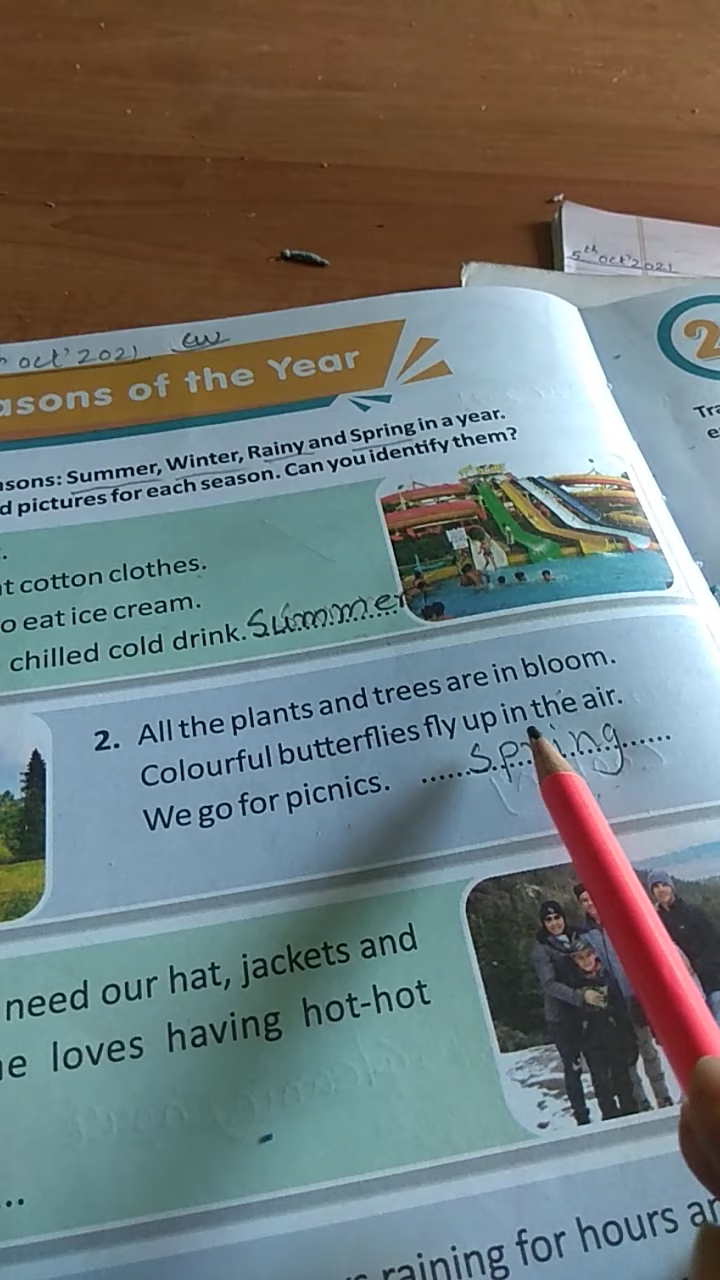 5th oct'2021
oct'2021 cw
2
asons of the Year
Tra
e
sons: Summer, Winter, Rainy and Spring in a year.
d pictures for each season. Can you identify them?
t cotton clothes.
o eat ice cream.
chilled cold drink. Summer
2. All the plants and trees are in bloom.
Colourful butterflies fly up in the air.
We go for picnics. ......spring......
need our hat, jackets and
e loves having hot-hot
...
raining for hours ar